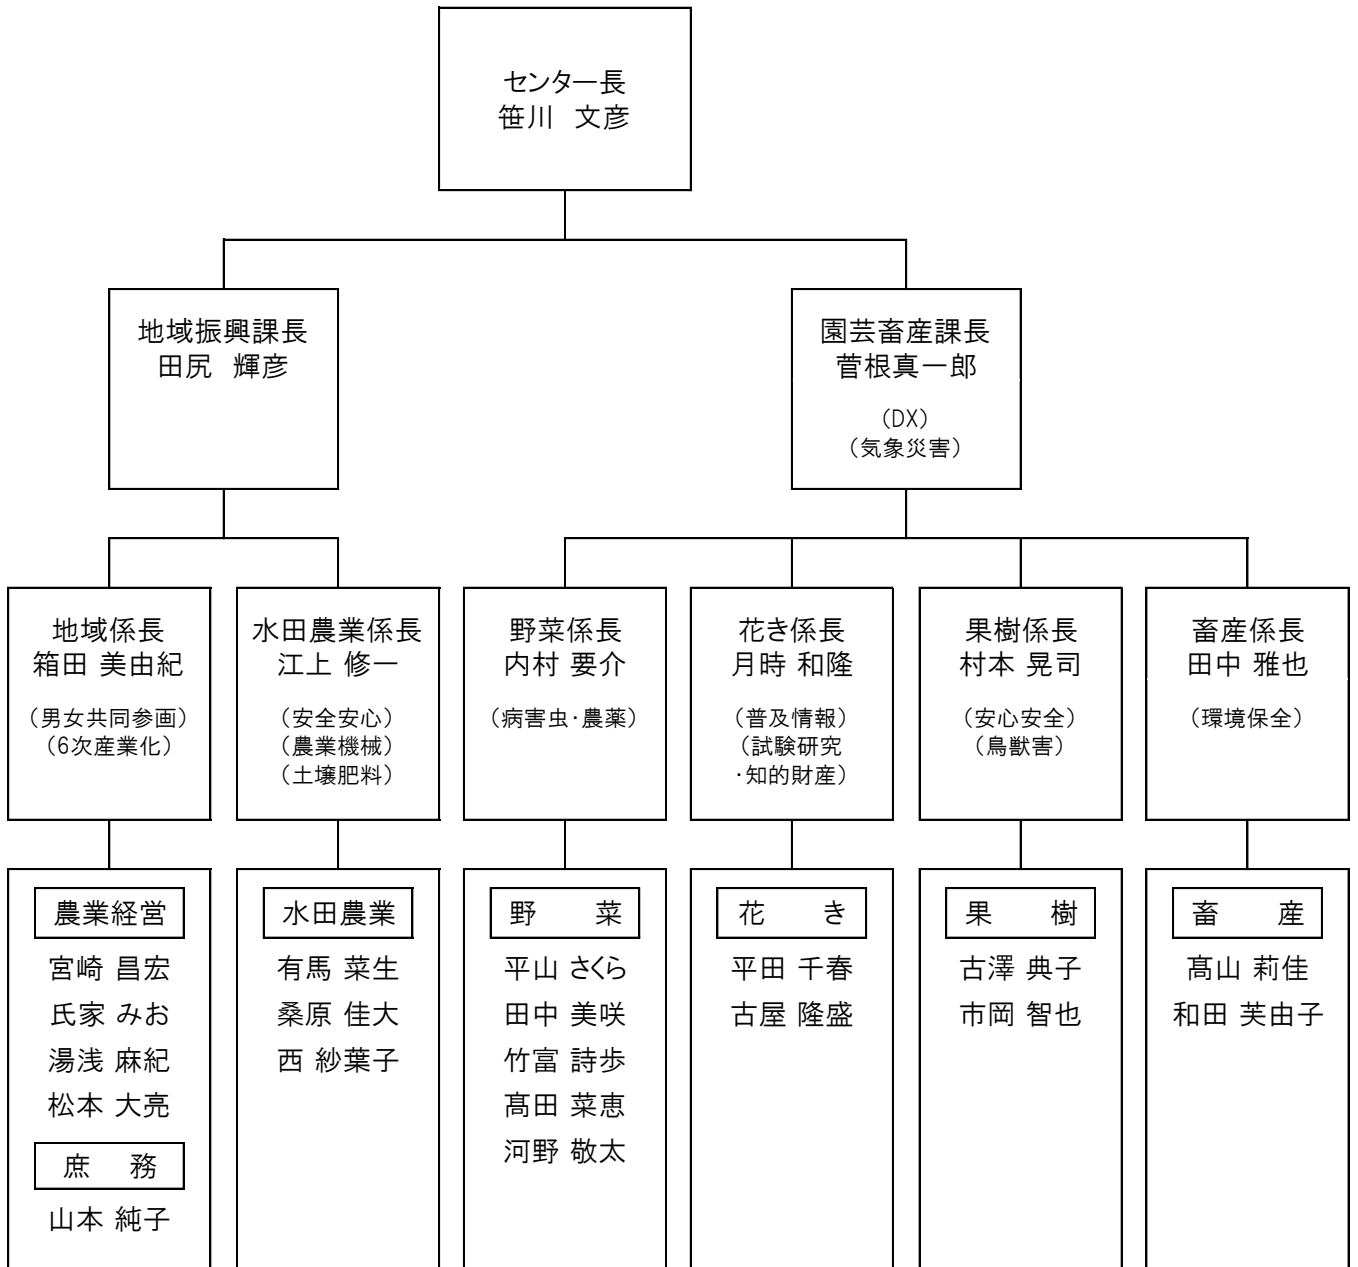 センター長
笹川 文彦
地域振興課長
田尻 輝彦
園芸畜産課長
菅根真一郎
（DX）
（気象災害）
地域係長
箱田 美由紀
（男女共同参画）
（6次産業化）
水田農業係長
江上 修一
（安全安心）
（農業機械）
（土壌肥料）
野菜係長
内村 要介
（病害虫・農薬）
花き係長
月時 和隆
（普及情報）
（試験研究
・知的財産）
果樹係長
村本 晃司
（安心安全）
（鳥獣害）
畜産係長
田中 雅也
（環境保全）
農業経営
宮崎 昌宏
氏家 みお
湯浅 麻紀
松本 大亮
庶 務
山本 純子
水田農業
有馬 菜生
桑原 佳大
西 紗葉子
野 菜
平山 さくら
田中 美咲
竹富 詩歩
髙田 菜恵
河野 敬太
花 き
平田 千春
古屋 隆盛
果 樹
古澤 典子
市岡 智也
畜 産
髙山 莉佳
和田 芙由子